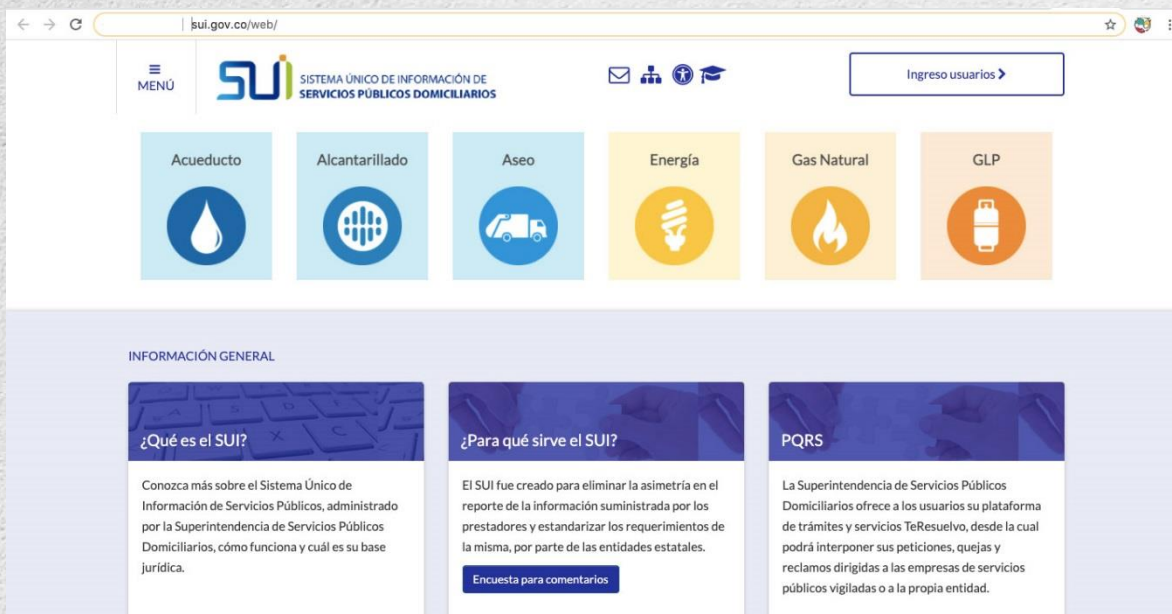 sui.gov.co/web/
MENÚ
SUI
SISTEMA ÚNICO DE INFORMACIÓN DE
SERVICIOS PÚBLICOS DOMICILIARIOS
Ingreso usuarios
Acueducto
Alcantarillado
Aseo
Energía
Gas Natural
GLP
INFORMACIÓN GENERAL
¿Qué es el SUI?
Conozca más sobre el Sistema Único de
Información de Servicios Públicos, administrado
por la Superintendencia de Servicios Públicos
Domiciliarios, cómo funciona y cuál es su base
jurídica.
¿Para qué sirve el SUI?
El SUI fue creado para eliminar la asimetría en el
reporte de la información suministrada por los
prestadores y estandarizar los requerimientos de
la misma, por parte de las entidades estatales.
Encuesta para comentarios
PQRS
La Superintendencia de Servicios Públicos
Domiciliarios ofrece a los usuarios su plataforma
de trámites y servicios TeResuelvo, desde la cual
podrá interponer sus peticiones, quejas y
reclamos dirigidas a las empresas de servicios
públicos vigiladas o a la propia entidad.